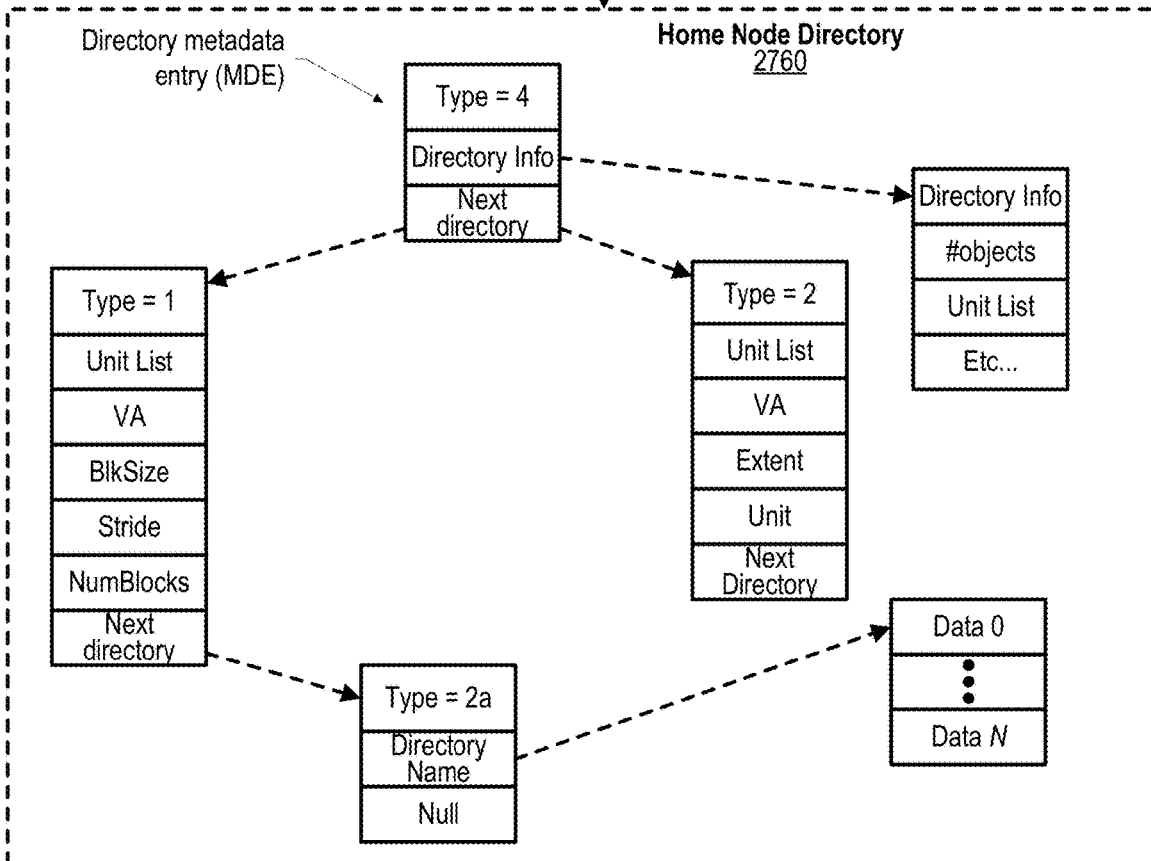 Directory metadata
entry (MDE)
Home Node Directory
2760
Type = 4
Directory Info
Next
directory
Directory Info
#objects
Unit List
Etc...
Type = 1
Unit List
VA
BlkSize
Stride
NumBlocks
Next
directory
Type = 2
Unit List
VA
Extent
Unit
Next
Directory
Type = 2a
Directory
Name
Null
Data 0
Data N